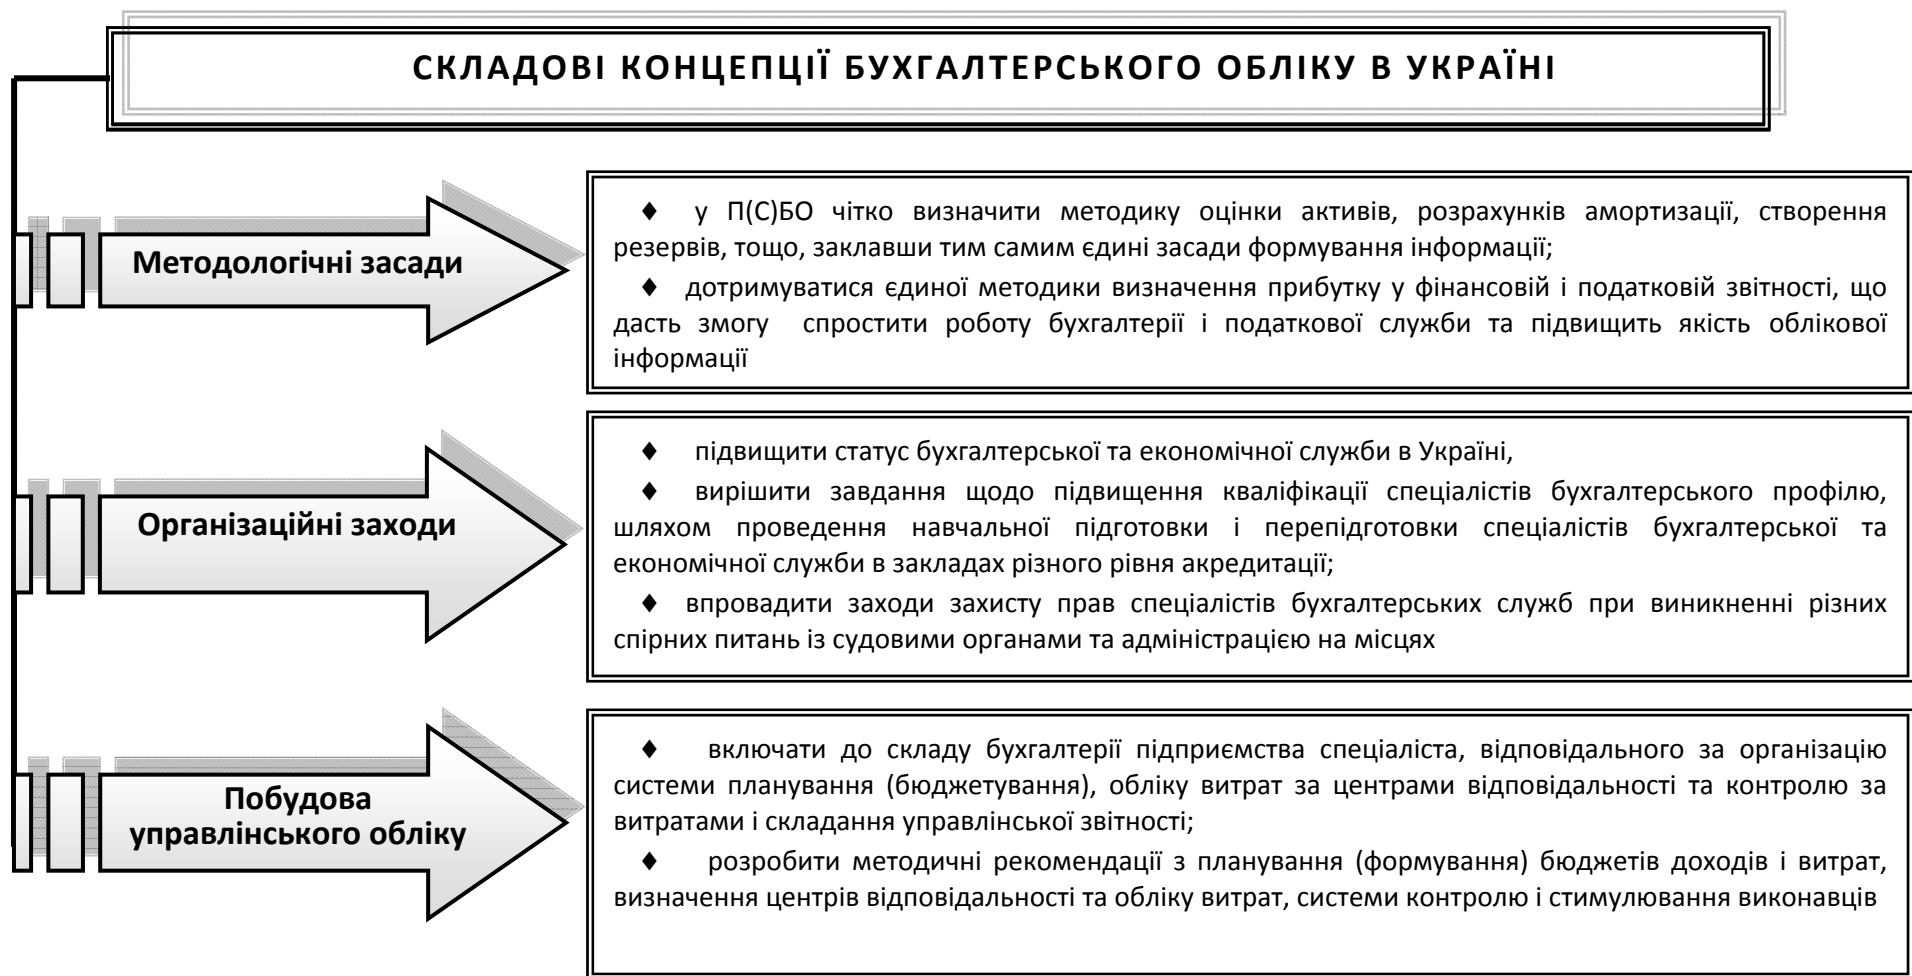 СКЛАДОВІ КОНЦЕПЦІЇ БУХГАЛТЕРСЬКОГО ОБЛІКУ В УКРАЇНІ
Методологічні засади
♦ у П(С)БО чітко визначити методику оцінки активів, розрахунків амортизації, створення
резервів, тощо, заклавши тим самим єдині засади формування інформації;
♦ дотримуватися єдиної методики визначення прибутку у фінансовій і податковій звітності, що
дасть змогу спростити роботу бухгалтерії і податкової служби та підвищить якість облікової
інформації
Організаційні заходи
♦ підвищити статус бухгалтерської та економічної служби в Україні,
♦ вирішити завдання щодо підвищення кваліфікації спеціалістів бухгалтерського профілю,
шляхом проведення навчальної підготовки і перепідготовки спеціалістів бухгалтерської та
економічної служби в закладах різного рівня акредитації;
♦ впровадити заходи захисту прав спеціалістів бухгалтерських служб при виникненні різних
спірних питань із судовими органами та адміністрацією на місцях
Побудова
управлінського обліку
♦ включати до складу бухгалтерії підприємства спеціаліста, відповідального за організацію
системи планування (бюджетування), обліку витрат за центрами відповідальності та контролю за
витратами і складання управлінської звітності;
♦ розробити методичні рекомендації з планування (формування) бюджетів доходів і витрат,
визначення центрів відповідальності та обліку витрат, системи контролю і стимулювання виконавців